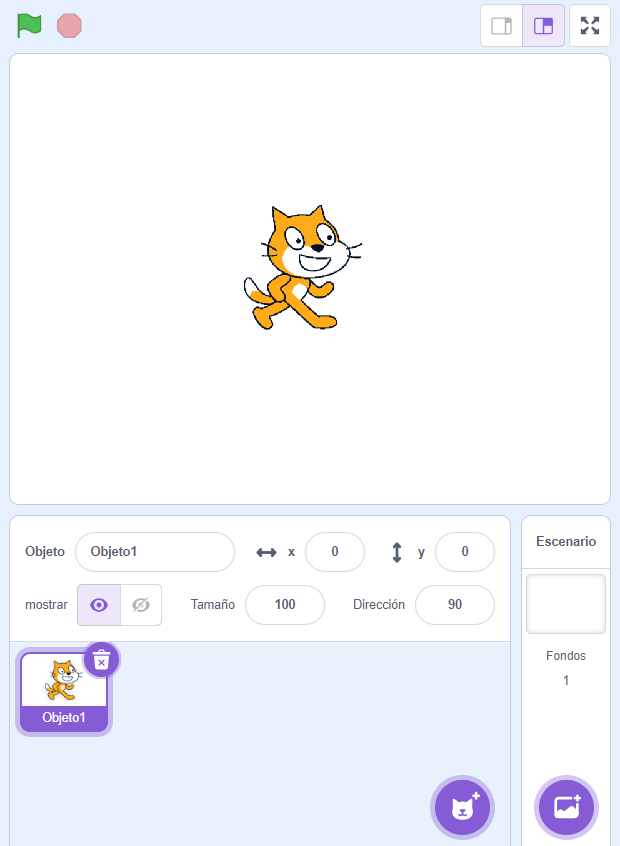 Objeto Objeto1 x 0 y 0
mostrar Tamaño 100 Dirección 90
Objeto1
Escenario
Fondos
1